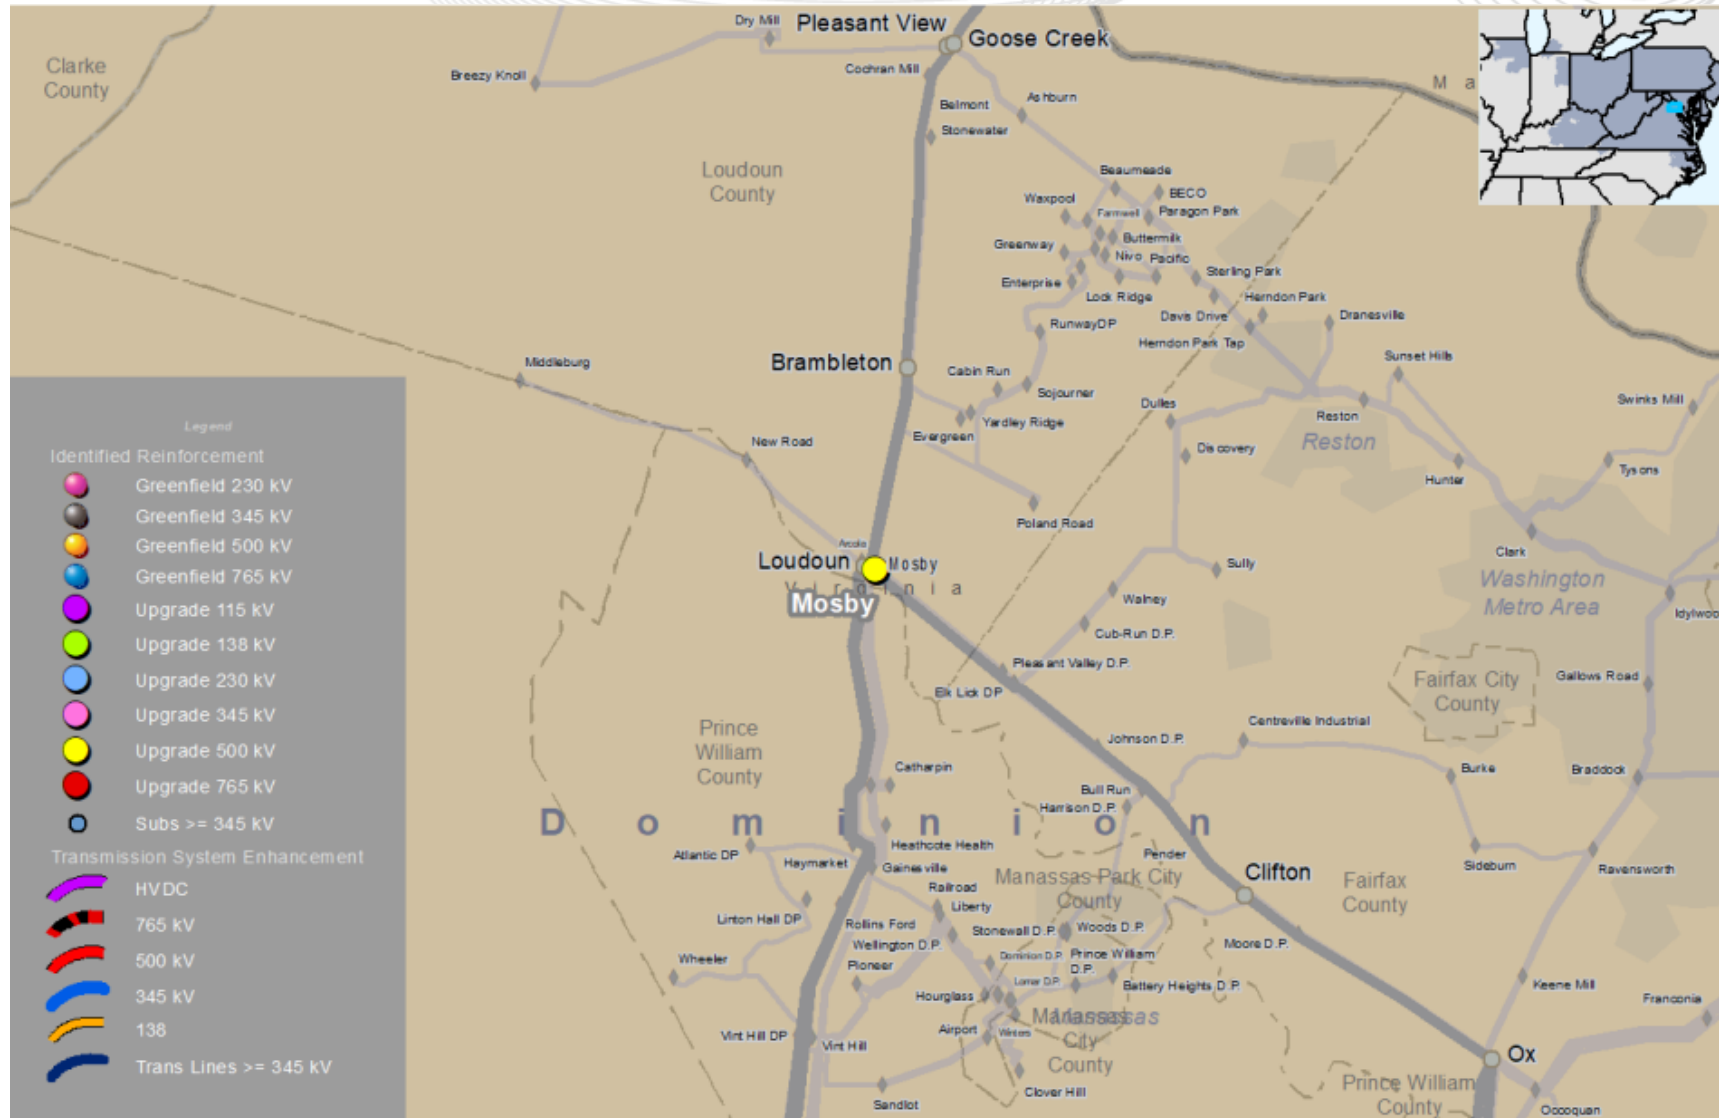 Dry Mill
Pleasant View
Goose Creek
Clarke
County
Breezy Knoll
Cochran Mill
M a
Ashburn
Belmont
Stonewater
Loudoun
County
Beaumeade
BECO
Waxpool
Farmwell
Paragon Park
Greenway
Buttermilk
Nivo
Pacific
Sterling Park
Enterprise
Lock Ridge
Herndon Park
Davis Drive
Dranesville
RunwayDP
Herndon Park Tap
Sunset Hills
Middleburg
Brambleton
Cabin Run
Sojourner
Dulles
Swinks Mill
Reston
Yardley Ridge
Evergreen
Reston
New Road
Discovery
Tysons
Hunter
Poland Road
Clark
Arcola
Loudoun
Mosby
Sully
Virginia
Mosby
Washington
Metro Area
Walney
Idylwoo
Cub-Run D.P.
Pleasant Valley D.P.
Elk Lick DP
Fairfax City
County
Gallows Road
Prince
William
County
Centreville Industrial
Johnson D.P.
Catharpin
Burke
Braddock
Bull Run
Harrison D.P.
Dominion
Heathcote Health
Atlantic DP
Haymarket
Gainesville
Pender
Sideburn
Ravensworth
Manassas Park City
County
Clifton
Fairfax
County
Railroad
Liberty
Linton Hall DP
Rollins Ford
Stonewall D.P.
Woods D.P.
Moore D.P.
Wellington D.P.
Dominion D.P.
Prince William
D.P.
Wheeler
Pioneer
Lomar D.P.
Battery Heights D.P.
Keene Mill
Hourglass
Franconia
Manassas
City
County
Manassas
Airport
Winters
Vint Hill DP
Vint Hill
Ox
Clover Hill
Prince William
County
Sandlot
Occoquan
Legend
Identified Reinforcement
Greenfield 230 kV
Greenfield 345 kV
Greenfield 500 kV
Greenfield 765 kV
Upgrade 115 kV
Upgrade 138 kV
Upgrade 230 kV
Upgrade 345 kV
Upgrade 500 kV
Upgrade 765 kV
Subs >= 345 kV
Transmission System Enhancement
HVDC
765 kV
500 kV
345 kV
138
Trans Lines >= 345 kV